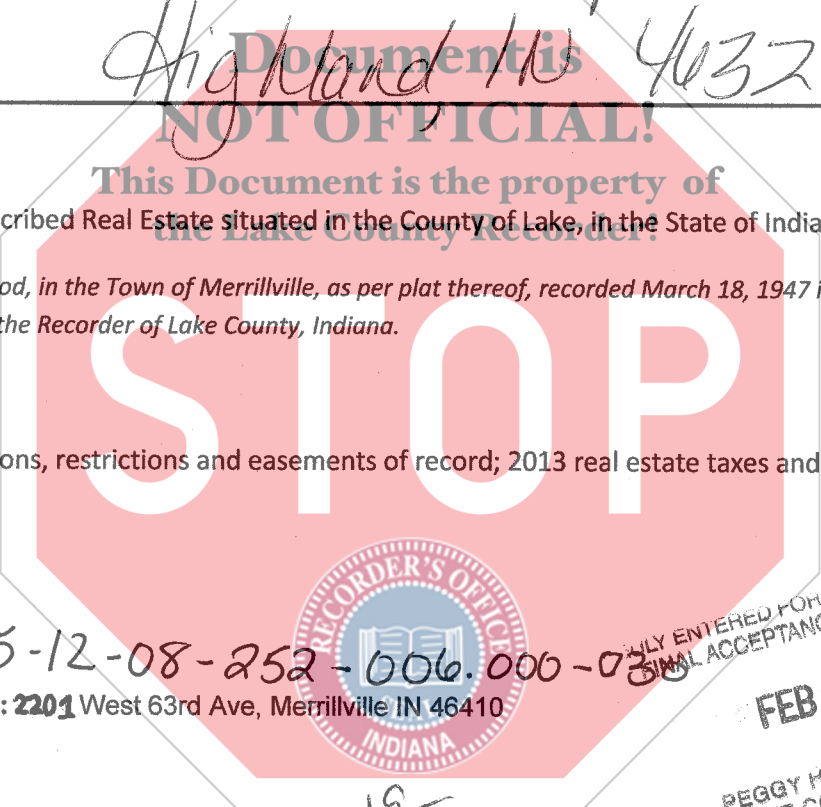 Highland, IN 4632
Document is
NOT OFFICIAL!
This Document is the property of
the Lake County Recorder!
cribed Real Estate situated in the County of Lake, in the State of India
od, in the Town of Merrillville, as per plat thereof, recorded March 18, 1947 i
the Recorder of Lake County, Indiana.
STOP
ons, restrictions and easements of record; 2013 real estate taxes and
RECORDER'S OFFIC
5-12-08-252-006.000-030
: 2201 West 63rd Ave, Merrillville IN 46410
INDIANA
LY ENTERED FOR
FINAL ACCEPTANC
FEB
PEGGY H